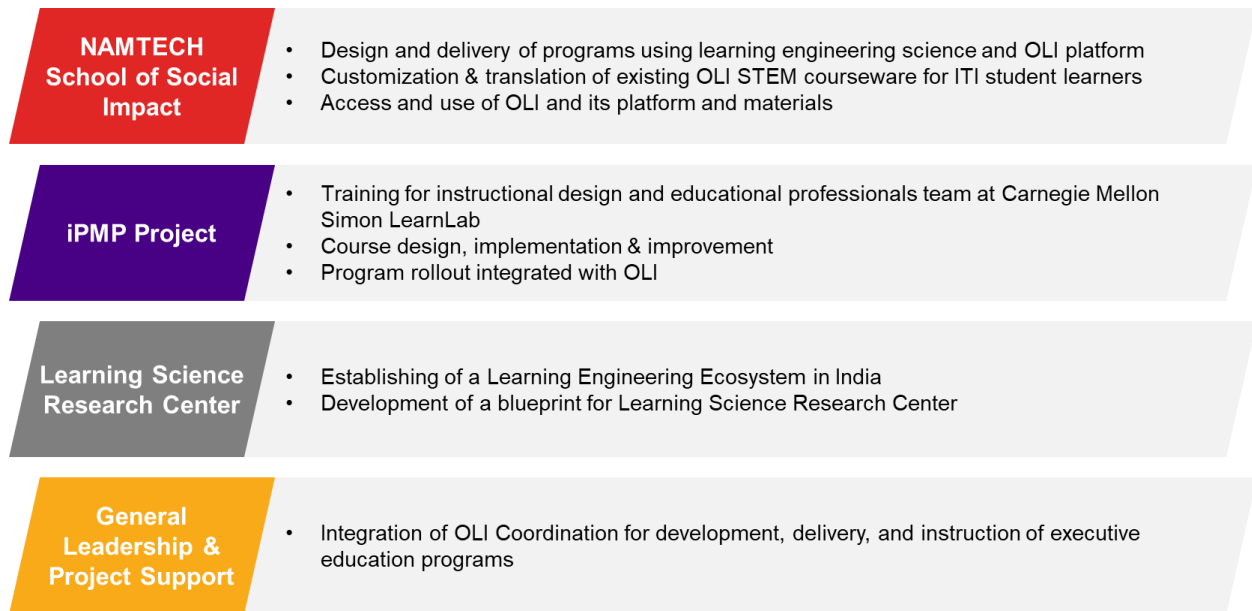 NAMTECH
School of Social
Impact
• Design and delivery of programs using learning engineering science and OLI platform
• Customization & translation of existing OLI STEM courseware for ITI student learners
• Access and use of OLI and its platform and materials
iPMP Project
• Training for instructional design and educational professionals team at Carnegie Mellon
Simon LearnLab
• Course design, implementation & improvement
• Program rollout integrated with OLI
Learning Science
Research Center
• Establishing of a Learning Engineering Ecosystem in India
• Development of a blueprint for Learning Science Research Center
General
Leadership &
Project Support
• Integration of OLI Coordination for development, delivery, and instruction of executive
education programs